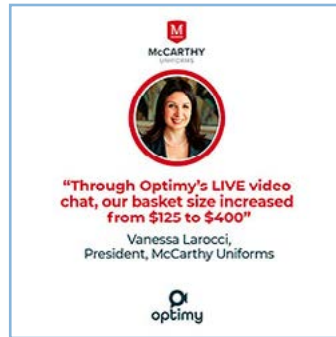 M
McCARTHY
UNIFORMS
“Through Optimy’s LIVE video
chat, our basket size increased
from $125 to $400”
Vanessa Larocci,
President, McCarthy Uniforms
optimy